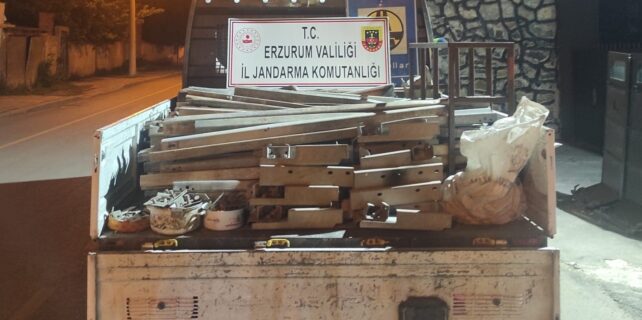 T.C.
ERZURUM VALİLİĞİ
İL JANDARMA KOMUTANLIĞI